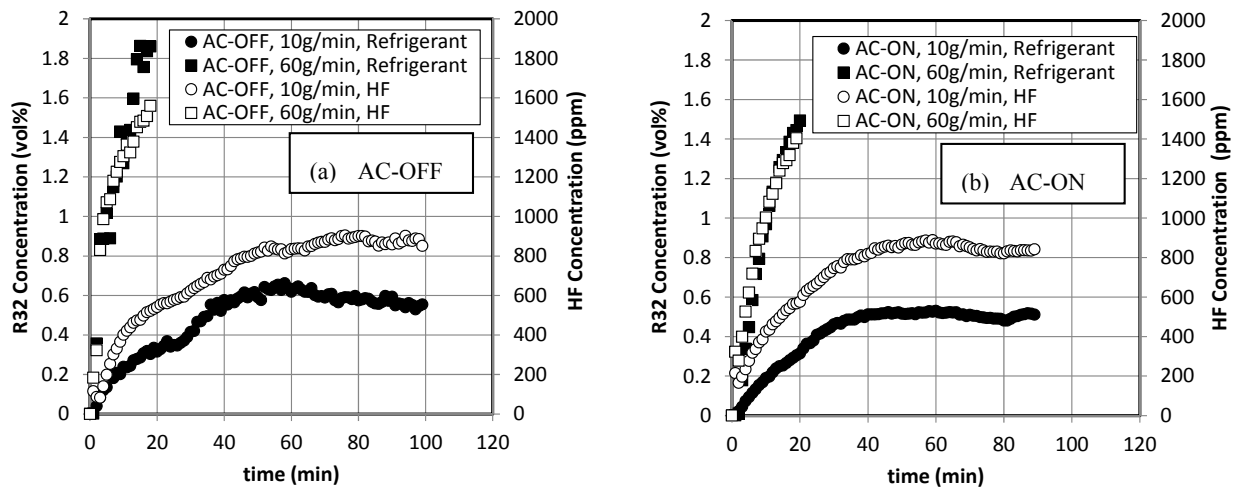 2
1.8
1.6
1.4
1.2
1
0.8
0.6
0.4
0.2
0
R32 Concentration (vol%)
AC-OFF, 10g/min, Refrigerant
AC-OFF, 60g/min, Refrigerant
AC-OFF, 10g/min, HF
AC-OFF, 60g/min, HF
(a) AC-OFF
2000
1800
1600
1400
1200
1000
800
600
400
200
0
HF Concentration (ppm)
0 20 40 60 80 100 120
time (min)
2
1.8
1.6
1.4
1.2
1
0.8
0.6
0.4
0.2
0
R32 Concentration (vol%)
AC-ON, 10g/min, Refrigerant
AC-ON, 60g/min, Refrigerant
AC-ON, 10g/min, HF
AC-ON, 60g/min, HF
(b) AC-ON
2000
1800
1600
1400
1200
1000
800
600
400
200
0
HF Concentration (ppm)
0 20 40 60 80 100 120
time (min)